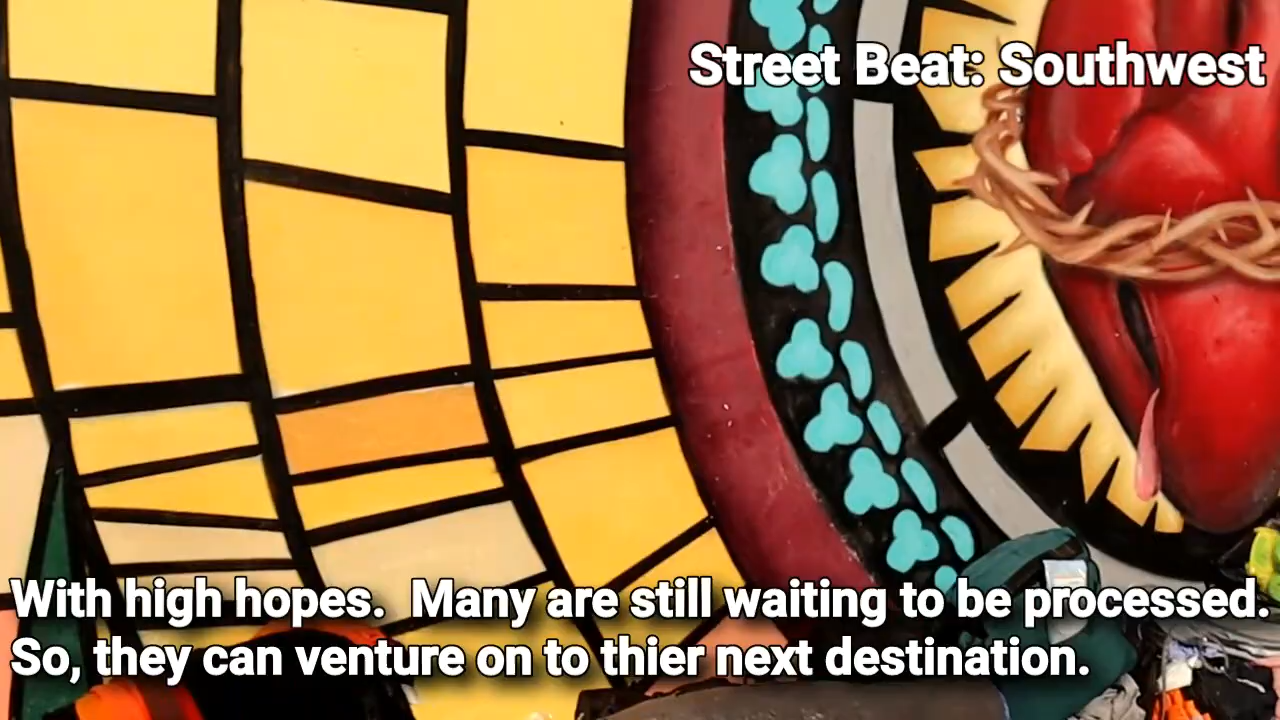 Street Beat: Southwest
With high hopes.  Many are still waiting to be processed.
So, they can venture on to thier next destination.